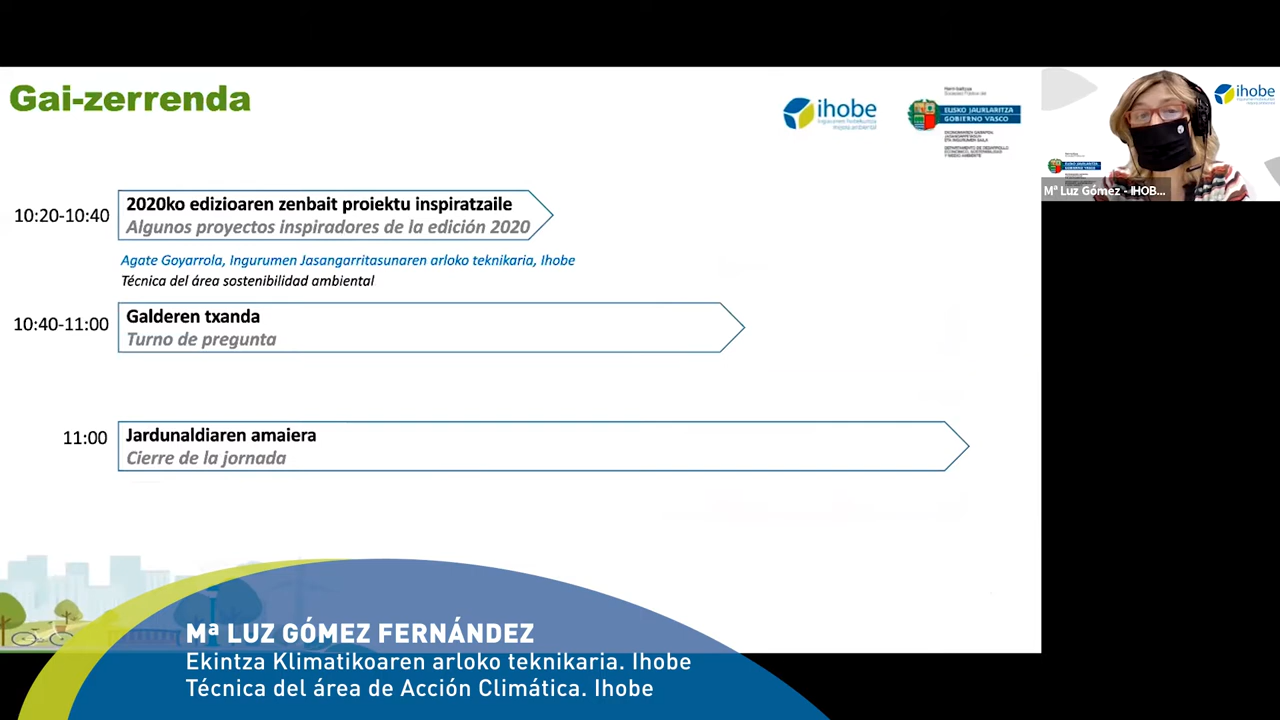 Gai-zerrenda
ihobe
EUSKO JAURLARITZA
GOBIERNO VASCO
ihobe
Mª Luz Gómez - IHOB...
10:20-10:40
2020ko edizioaren zenbait proiektu inspiratzaile
Algunos proyectos inspiradores de la edición 2020
Agate Goyarrola, Ingurumen Jasangarritasunaren arloko teknikaria, Ihobe
Técnica del área sostenibilidad ambiental
10:40-11:00
Galderen txanda
Turno de pregunta
11:00
Jardunaldiaren amaiera
Cierre de la jornada
Mª LUZ GÓMEZ FERNÁNDEZ
Ekintza Klimatikoaren arloko teknikaria. Ihobe
Técnica del área de Acción Climática. Ihobe